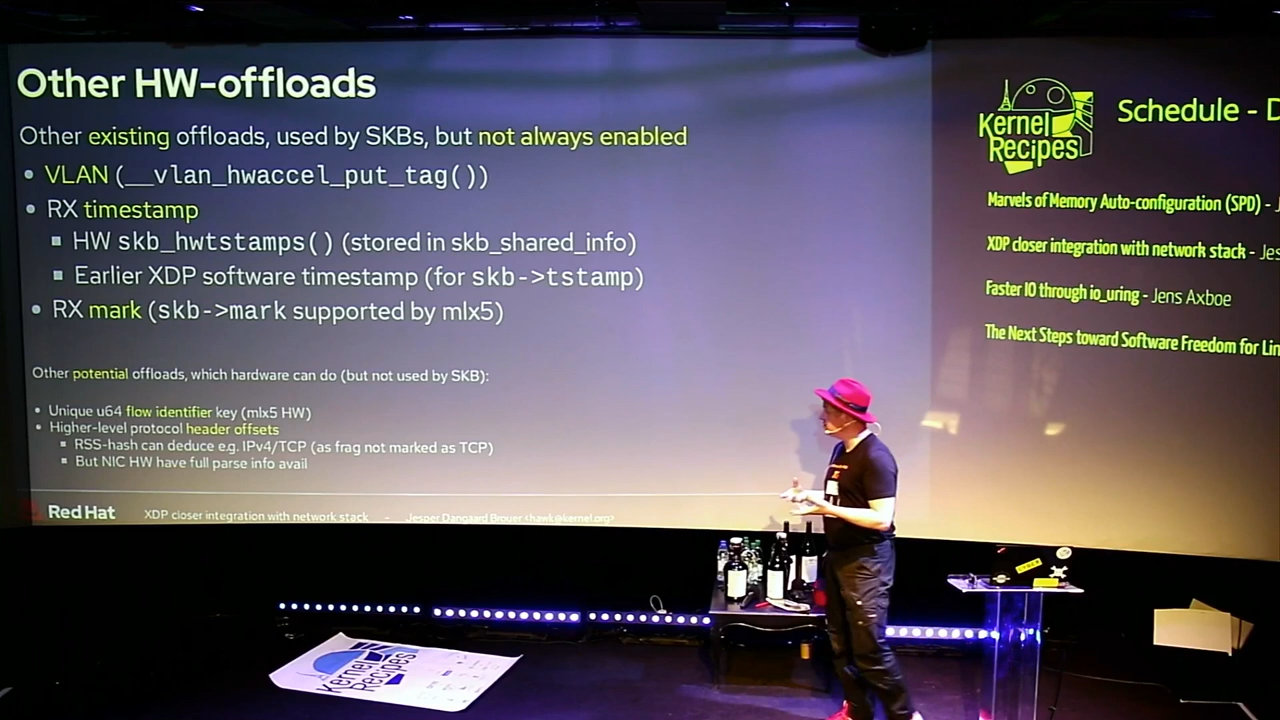 Other HW-offloads
Other existing offloads, used by SKBs, but not always enabled
• VLAN (__vlan_hwaccel_put_tag())
• RX timestamp
▪ HW skb_hwtstamps() (stored in skb_shared_info)
▪ Earlier XDP software timestamp (for skb->tstamp)
• RX mark (skb->mark supported by mlx5)
Other potential offloads, which hardware can do (but not used by SKB):
• Unique u64 flow identifier key (mlx5 HW)
• Higher-level protocol header offsets
▪ RSS-hash can deduce e.g. IPv4/TCP (as frag not marked as TCP)
▪ But NIC HW have full parse info avail
Red Hat
XDP closer integration with network stack - Jesper Dangaard Brouer <hawk@kernel.org>
Kernel
Recipes
Schedule - D
Marvels of Memory Auto-configuration (SPD) - J
XDP closer integration with network stack - Jes
Faster IO through io_uring - Jens Axboe
The Next Steps toward Software Freedom for Lin
Kernel
Recipes